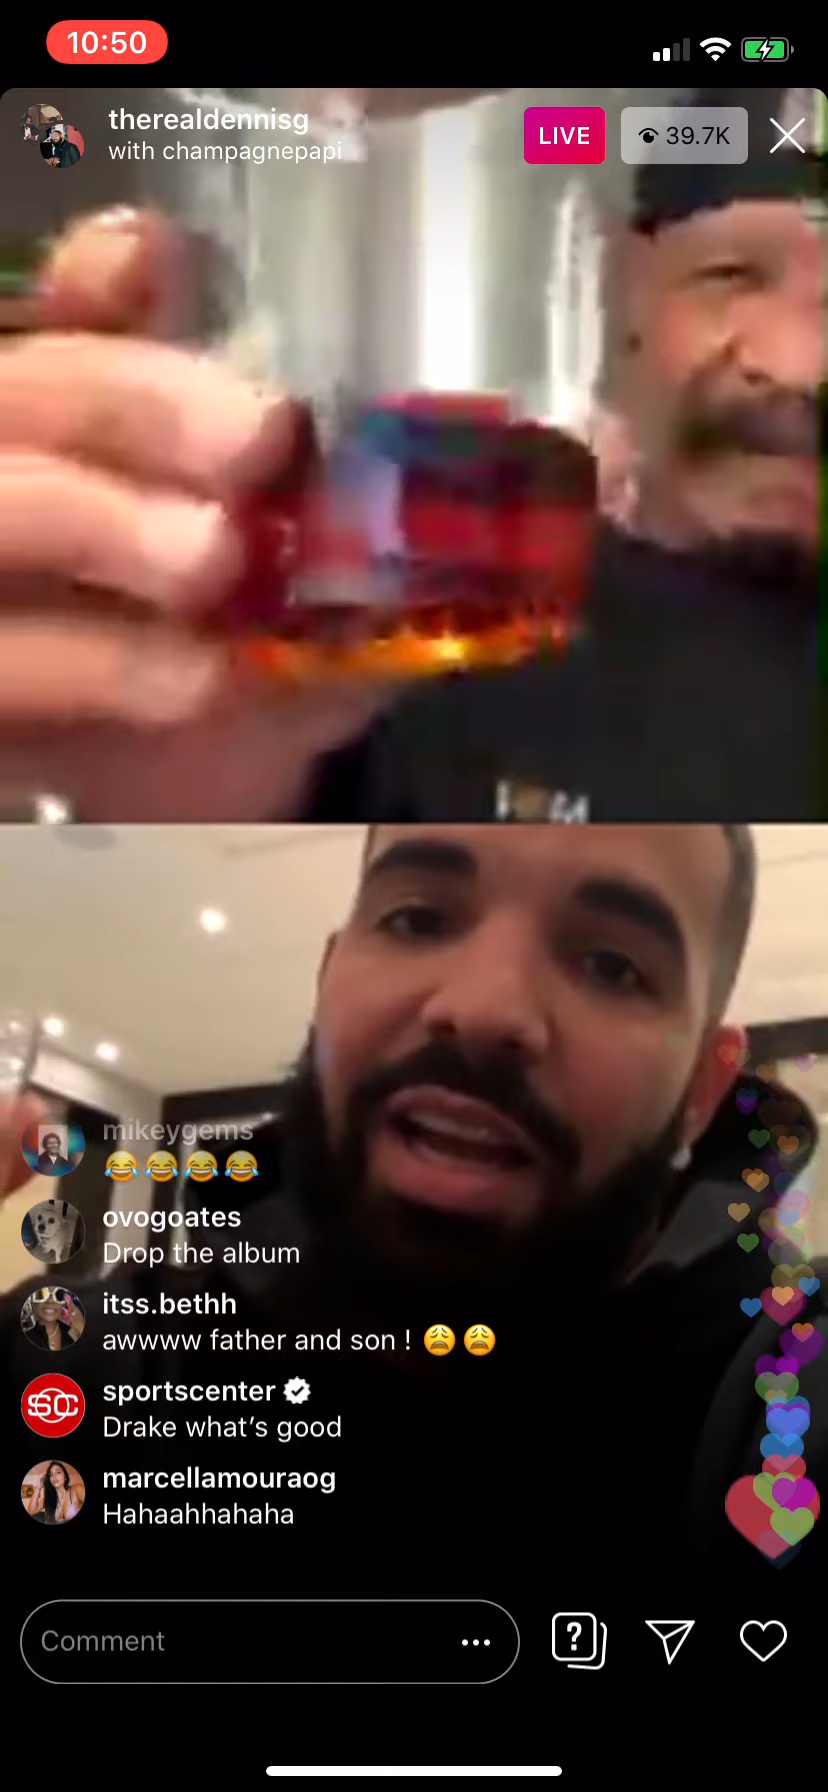 10:50
therealdennisg
with champagnepapi
LIVE
39.7K
mikeygems
😂😂😂😂
ovogoates
Drop the album
itss.bethh
awwww father and son ! 😩😩
sportscenter
Drake what’s good
SC
marcellamouraog
Hahaahhahaha
Comment
?